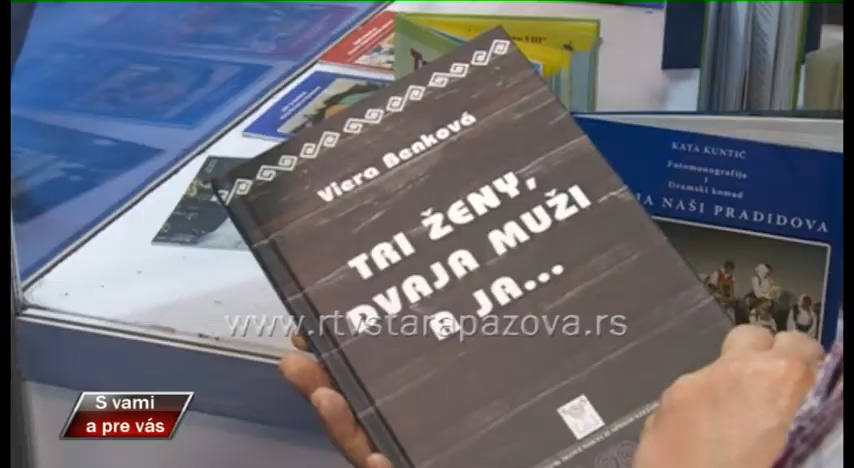 Viera Benková
TRI ŽENY,
DVAJA MUŽI
A JA...
KATA KUNTIĆ
Fotomonografija
i
Dramski komad
NAŠI PRADIDOVA
www.rtvstarapazova.rs
S vami
a pre vás